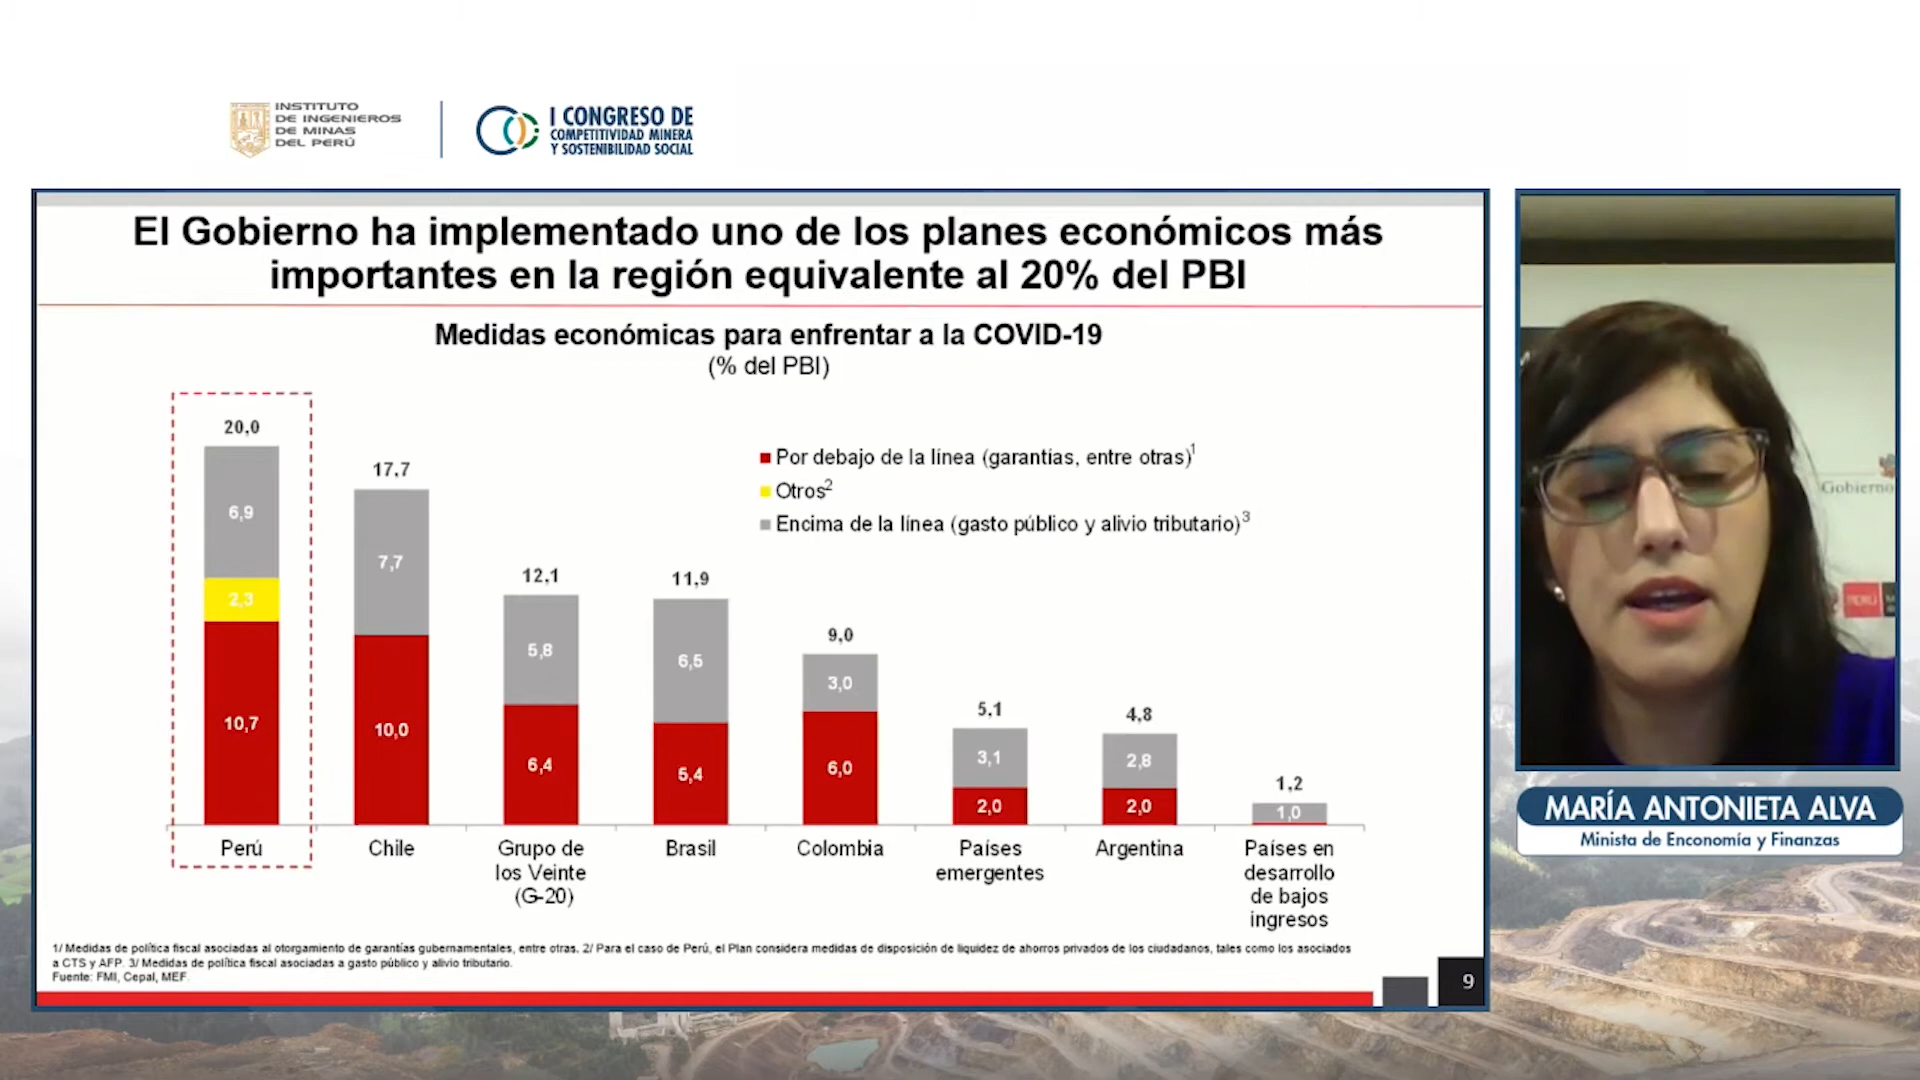 INSTITUTO
DE INGENIEROS
DE MINAS
DEL PERÚ
I CONGRESO DE
COMPETITIVIDAD MINERA
Y SOSTENIBILIDAD SOCIAL
El Gobierno ha implementado uno de los planes económicos más
importantes en la región equivalente al 20% del PBI
Medidas económicas para enfrentar a la COVID-19
(% del PBI)
Por debajo de la línea (garantías, entre otras)1
Otros2
Encima de la línea (gasto público y alivio tributario)3
20,0
6,9
2,3
10,7
Perú
17,7
7,7
10,0
Chile
12,1
5,8
6,4
Grupo de
los Veinte
(G-20)
11,9
6,5
5,4
Brasil
9,0
3,0
6,0
Colombia
5,1
3,1
2,0
Países
emergentes
4,8
2,8
2,0
Argentina
1,2
1,0
Países en
desarrollo
de bajos
ingresos
1/ Medidas de política fiscal asociadas al otorgamiento de garantías gubernamentales, entre otras. 2/ Para el caso de Perú, el Plan considera medidas de disposición de liquidez de ahorros privados de los ciudadanos, tales como los asociados
a CTS y AFP. 3/ Medidas de política fiscal asociadas a gasto público y alivio tributario.
Fuente: FMI, Cepal, MEF.
9
Gobierno
PERÚ
MARÍA ANTONIETA ALVA
Minista de Enconomía y Finanzas